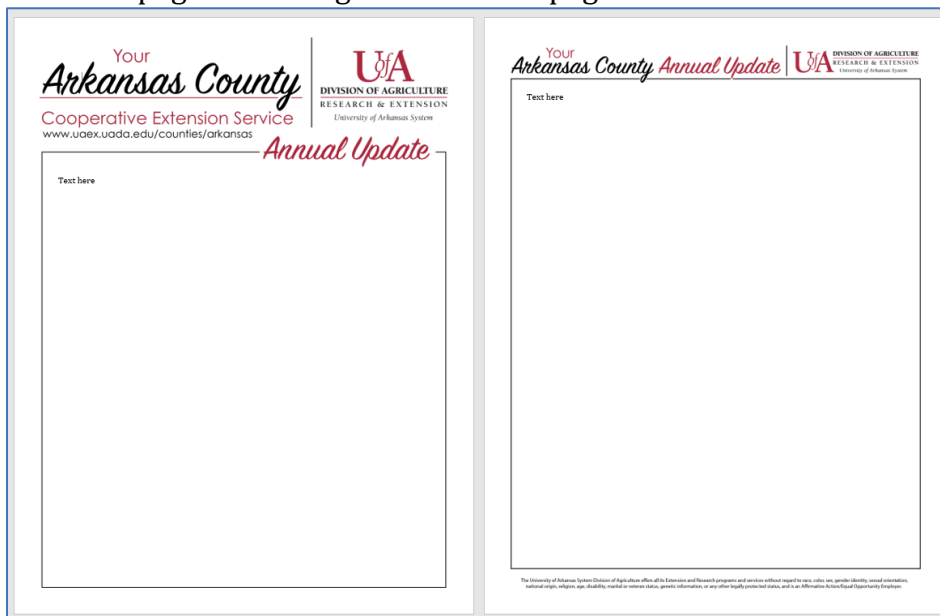 Your
Arkansas County
Cooperative Extension Service
www.uaex.uada.edu/counties/arkansas
UofA
DIVISION OF AGRICULTURE
RESEARCH & EXTENSION
University of Arkansas System
Annual Update
Text here
Your
Arkansas County Annual Update
UofA
DIVISION OF AGRICULTURE
RESEARCH & EXTENSION
University of Arkansas System
Text here
The University of Arkansas System Division of Agriculture offers all its Extension and Research programs and services without regard to race, color, sex, gender identity, sexual orientation,
national origin, religion, age, disability, marital or veteran status, genetic information, or any other legally protected status, and is an Affirmative Action/Equal Opportunity Employer.